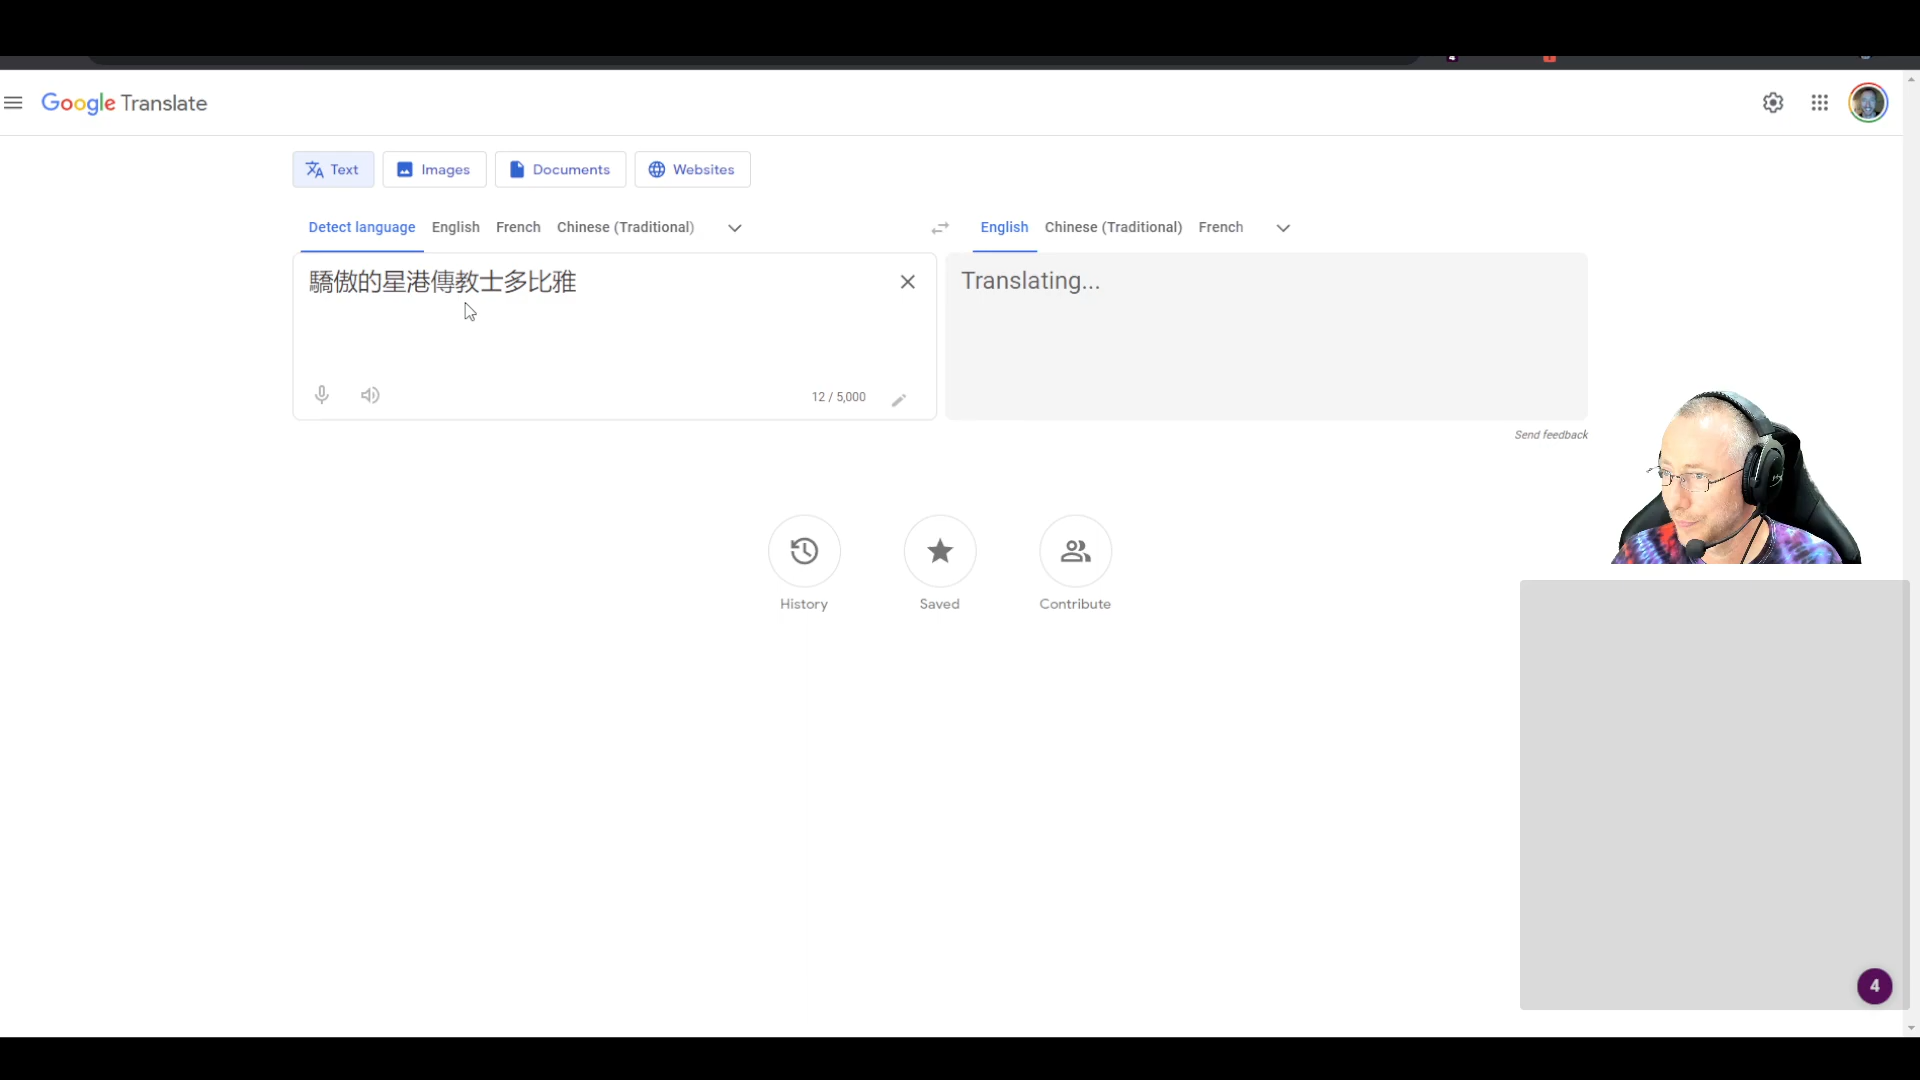 Google Translate
Text
Images
Documents
Websites
Detect language
English
French
Chinese (Traditional)
English
Chinese (Traditional)
French
驕傲的星港傳教士多比雅
Translating...
12 / 5,000
Send feedback
History
Saved
Contribute
4